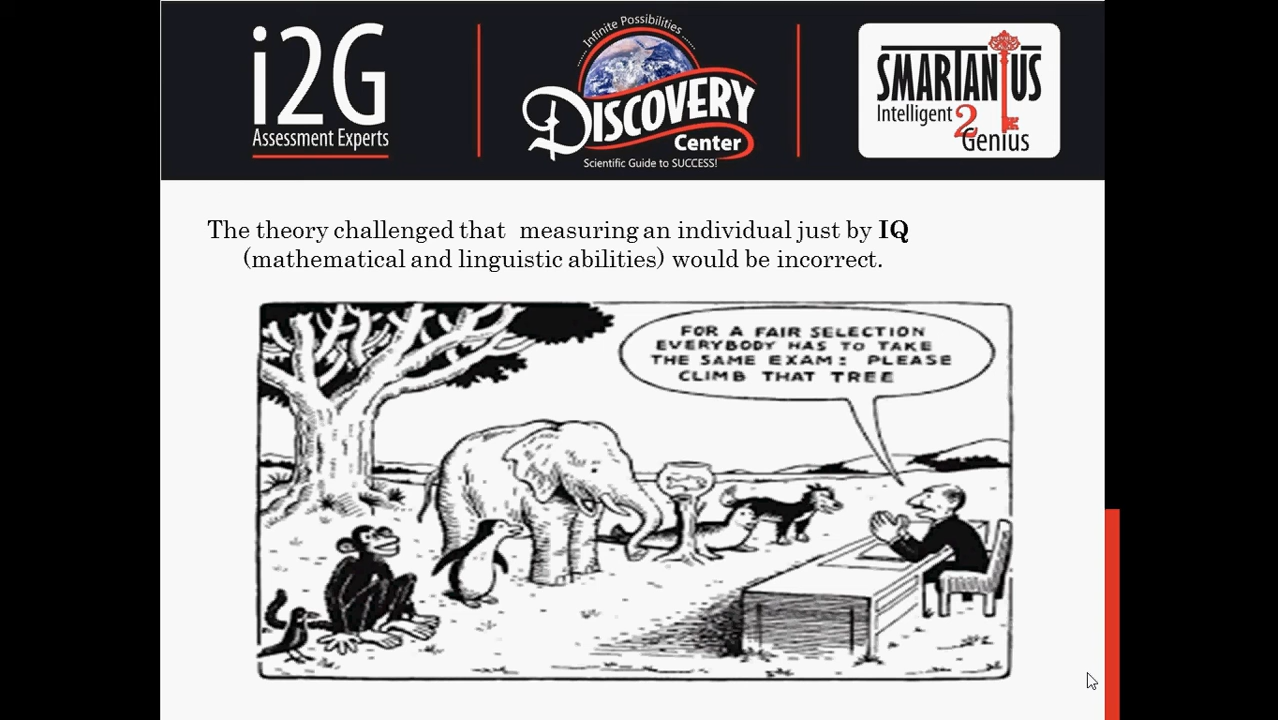 i2G
Assessment Experts
Infinite Possibilities
DISCOVERY
Center
Scientific Guide to SUCCESS!
SMARTANIUS
Intelligent 2
Genius
The theory challenged that measuring an individual just by IQ
(mathematical and linguistic abilities) would be incorrect.
FOR A FAIR SELECTION
EVERYBODY HAS TO TAKE
THE SAME EXAM: PLEASE
CLIMB THAT TREE